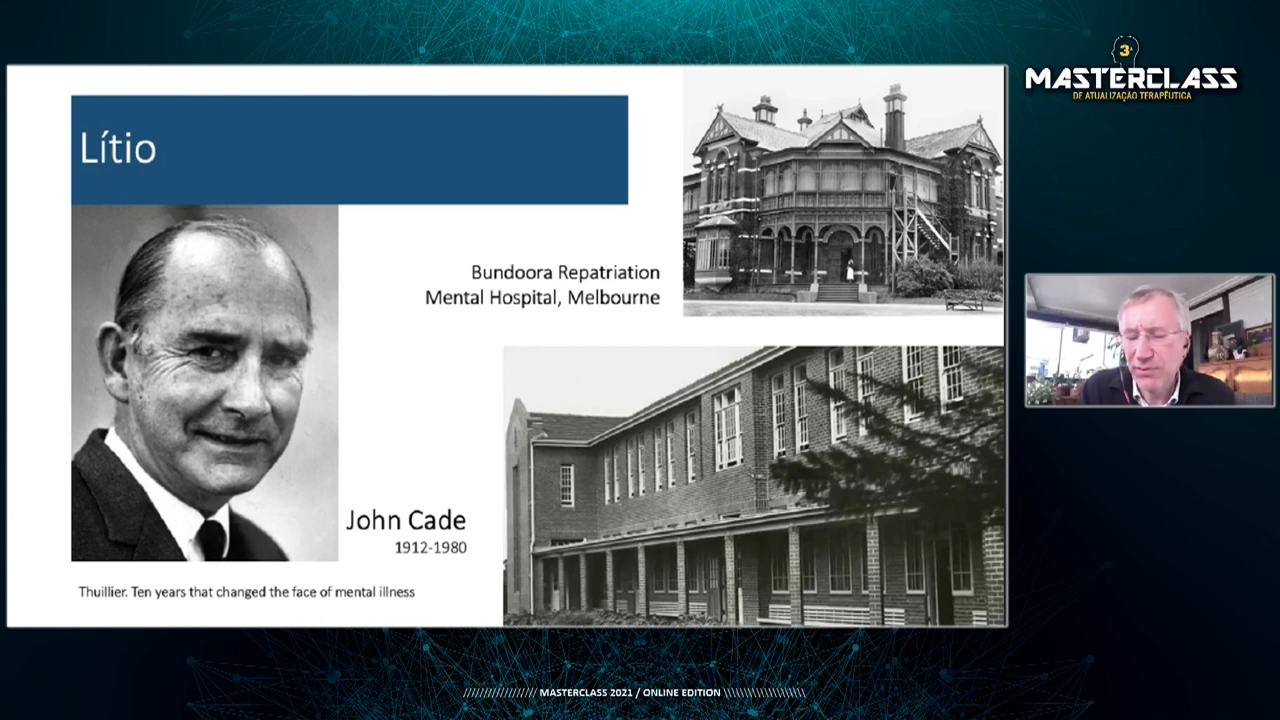 3ª
MASTERCLASS
DE ATUALIZAÇÃO TERAPÊUTICA
Lítio
Bundoora Repatriation
Mental Hospital, Melbourne
John Cade
1912-1980
Thuillier. Ten years that changed the face of mental illness
////////////////// MASTERCLASS 2021 / ONLINE EDITION \\\\\\\\\\\\\\\\\\\\